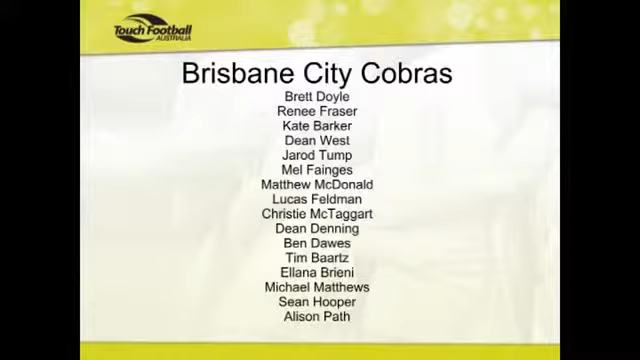 Touch Football
AUSTRALIA
Brisbane City Cobras
Brett Doyle
Renee Fraser
Kate Barker
Dean West
Jarod Tump
Mel Fainges
Matthew McDonald
Lucas Feldman
Christie McTaggart
Dean Denning
Ben Dawes
Tim Baartz
Ellana Brieni
Michael Matthews
Sean Hooper
Alison Path